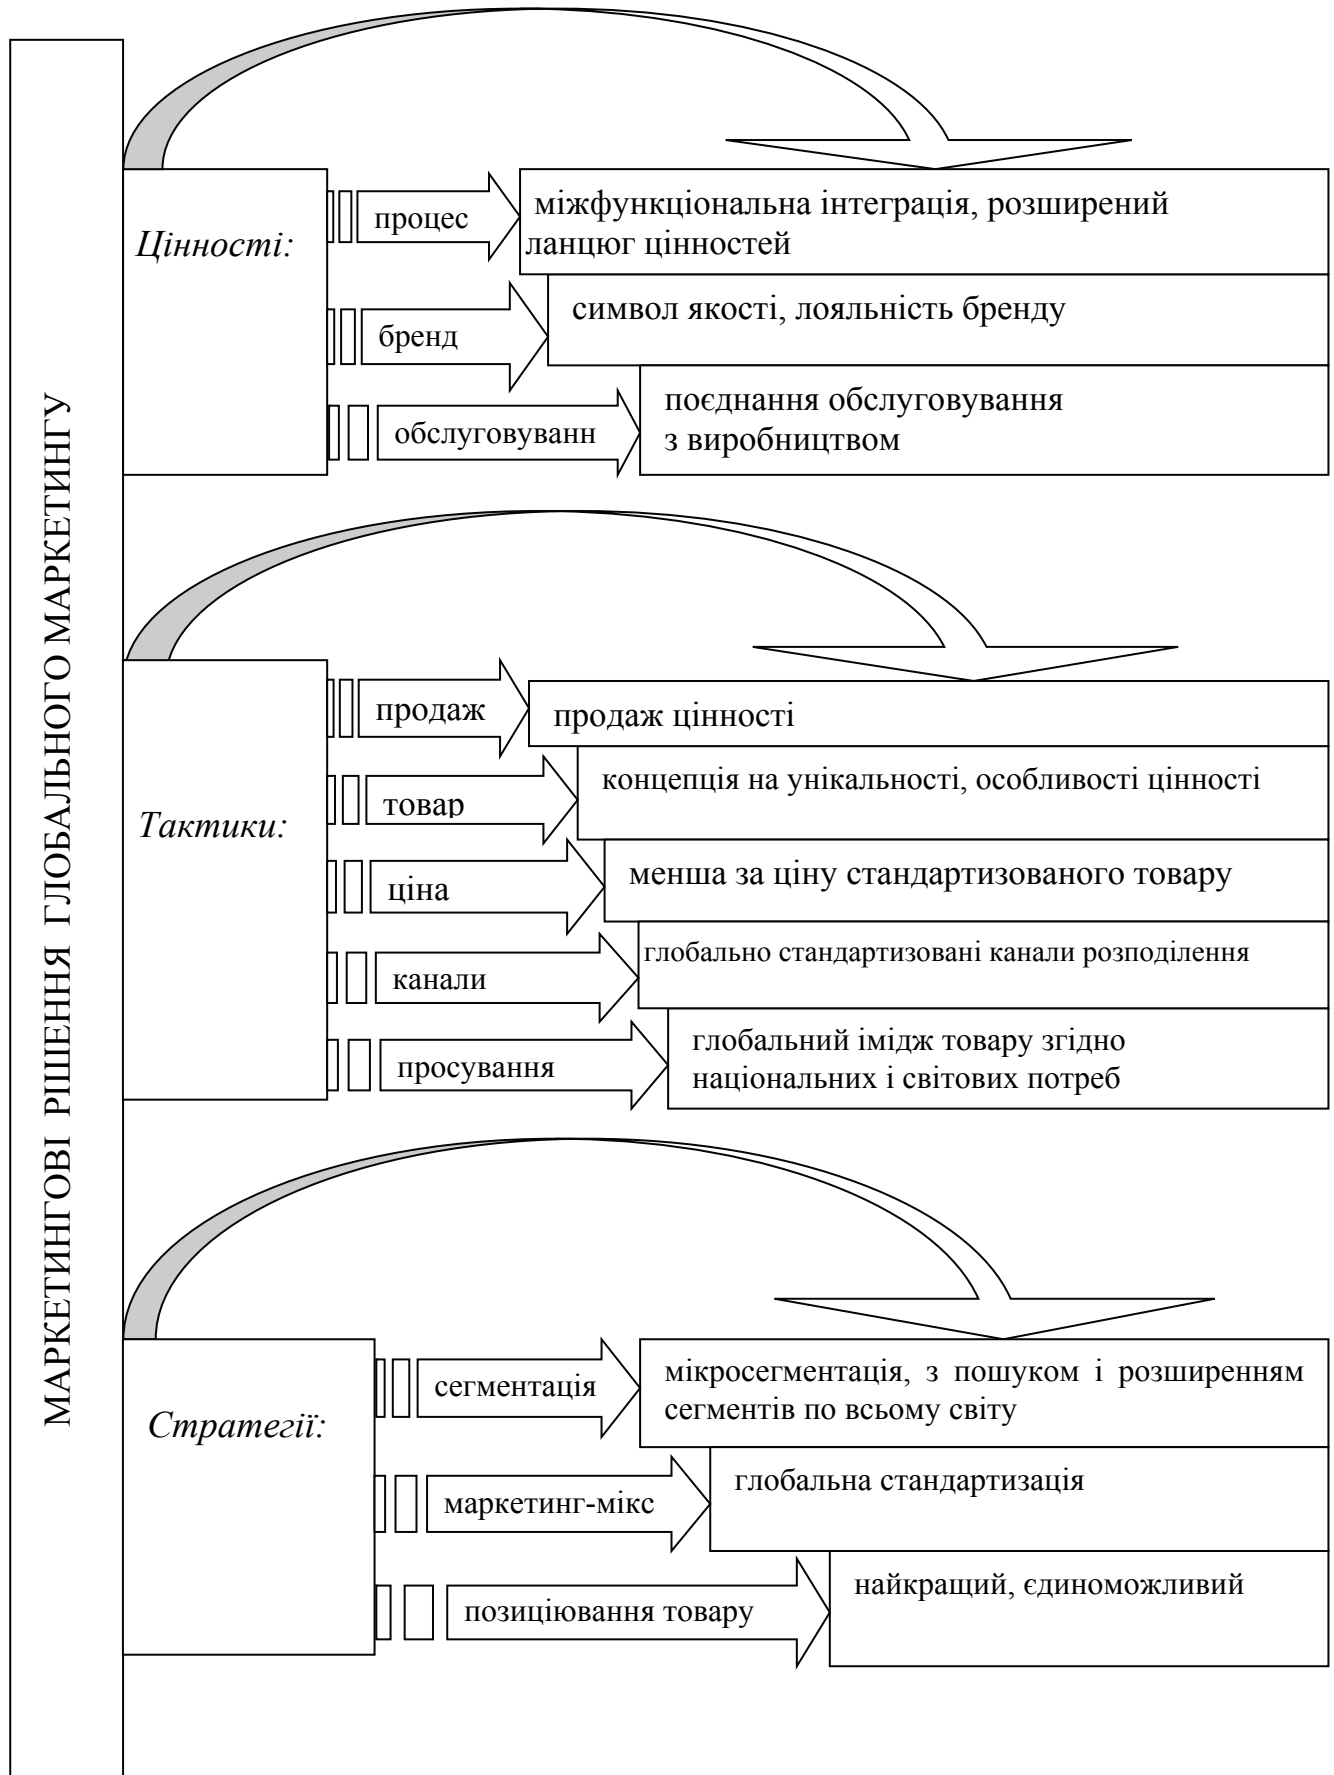 МАРКЕТИНГОВІ РІШЕННЯ ГЛОБАЛЬНОГО МАРКЕТИНГУ
Цінності:
процес
міжфункціональна інтеграція, розширений
ланцюг цінностей
бренд
символ якості, лояльність бренду
обслуговуванн
поєднання обслуговування
з виробництвом
Тактики:
продаж
продаж цінності
товар
концепція на унікальності, особливості цінності
ціна
менша за ціну стандартизованого товару
канали
глобально стандартизовані канали розподілення
просування
глобальний імідж товару згідно
національних і світових потреб
Стратегії:
сегментація
мікросегментація, з пошуком і розширенням
сегментів по всьому світу
маркетинг-мікс
глобальна стандартизація
позиціювання товару
найкращий, єдиноможливий